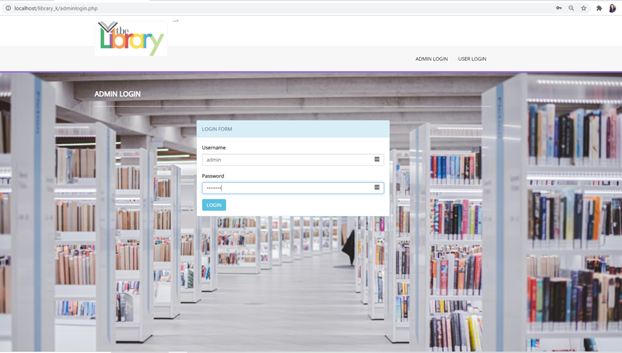 localhost/library_k/adminlogin.php
the
Library
ADMIN LOGIN USER LOGIN
ADMIN LOGIN
LOGIN FORM
Username
admin
Password
LOGIN